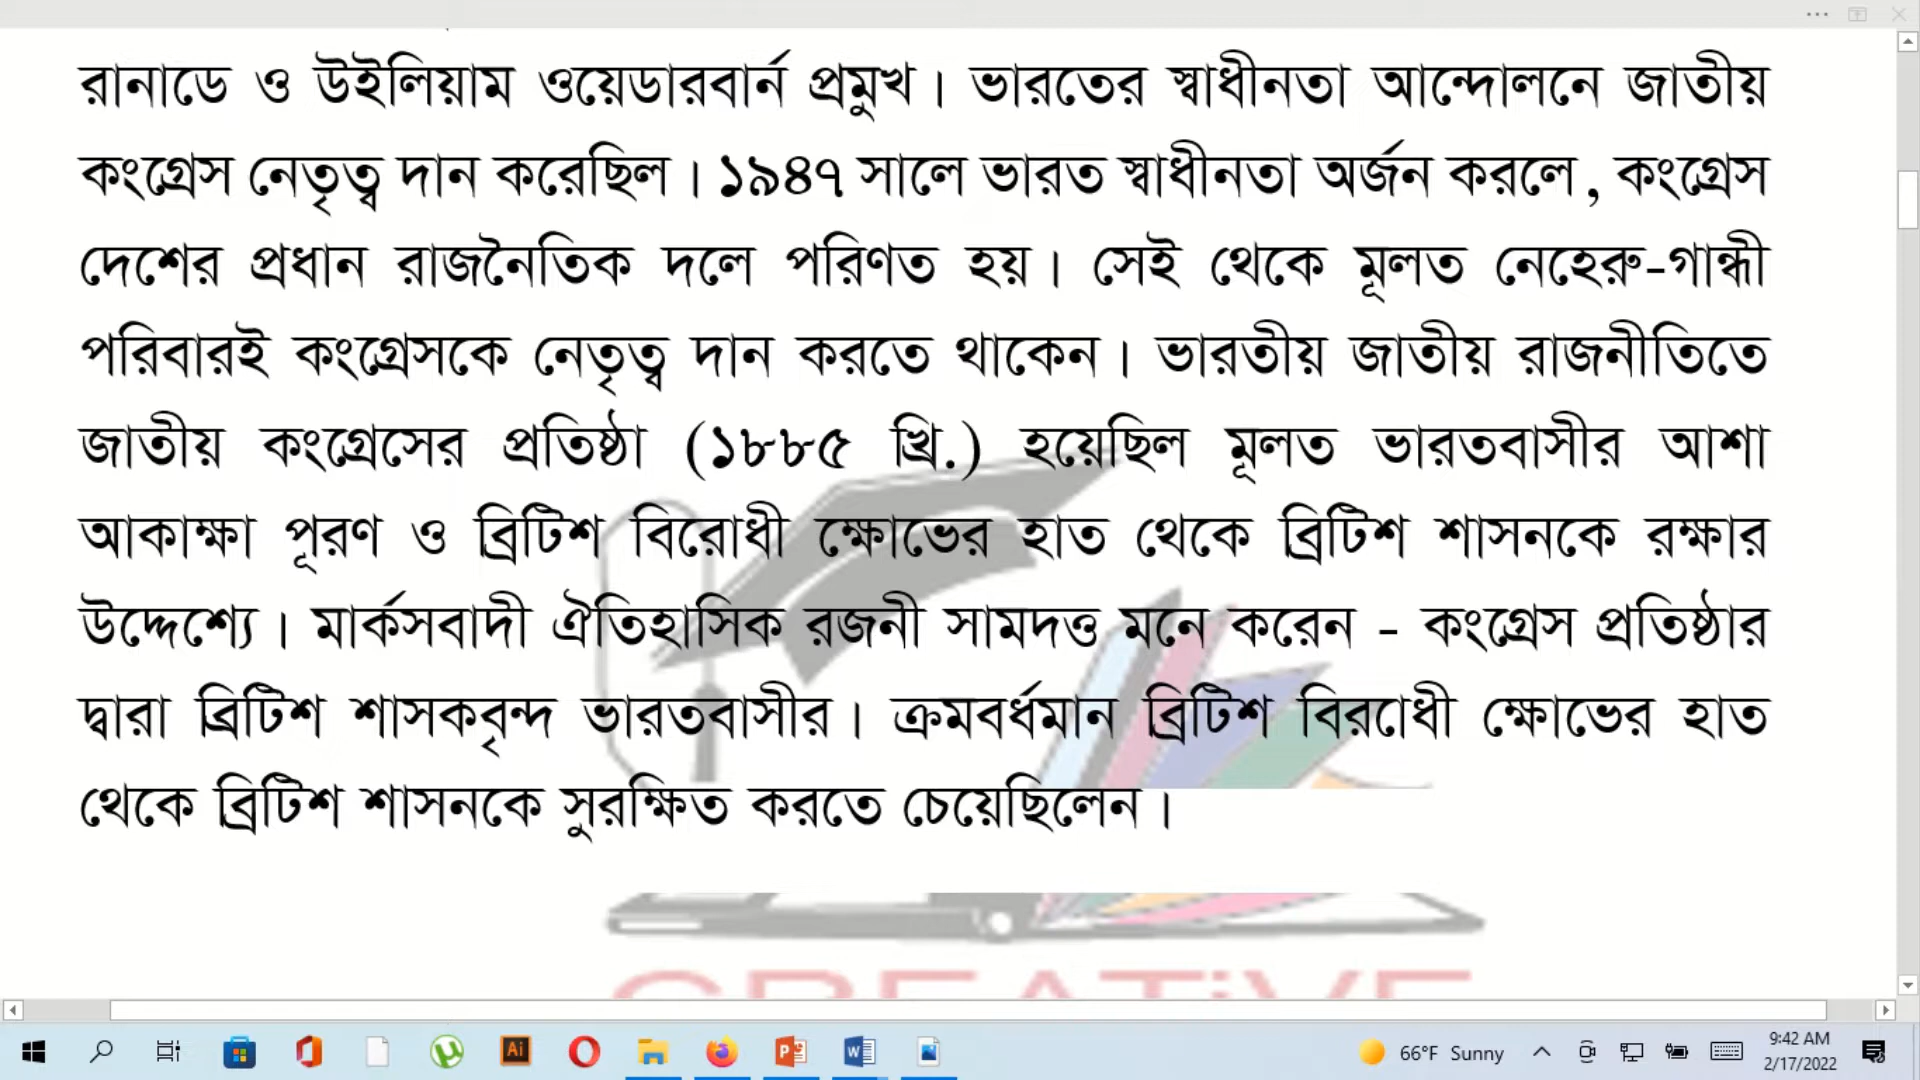 রানাডে ও উইলিয়াম ওয়েডারবার্ন প্রমুখ। ভারতের স্বাধীনতা আন্দোলনে জাতীয়
কংগ্রেস নেতৃত্ব দান করেছিল। ১৯৪৭ সালে ভারত স্বাধীনতা অর্জন করলে, কংগ্রেস
দেশের প্রধান রাজনৈতিক দলে পরিণত হয়। সেই থেকে মূলত নেহেরু-গান্ধী
পরিবারই কংগ্রেসকে নেতৃত্ব দান করতে থাকেন। ভারতীয় জাতীয় রাজনীতিতে
জাতীয় কংগ্রেসের প্রতিষ্ঠা (১৮৮৫ খ্রি.) হয়েছিল মূলত ভারতবাসীর আশা
আকাক্ষা পূরণ ও ব্রিটিশ বিরোধী ক্ষোভের হাত থেকে ব্রিটিশ শাসনকে রক্ষার
উদ্দেশ্যে। মার্কসবাদী ঐতিহাসিক রজনী সামদত্ত মনে করেন - কংগ্রেস প্রতিষ্ঠার
দ্বারা ব্রিটিশ শাসকবৃন্দ ভারতবাসীর। ক্রমবর্ধমান ব্রিটিশ বিরোধী ক্ষোভের হাত
থেকে ব্রিটিশ শাসনকে সুরক্ষিত করতে চেয়েছিলেন।
CREATiVE
Ai
66°F Sunny
9:42 AM
2/17/2022